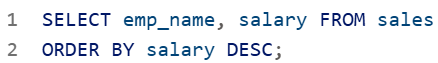 1 SELECT emp_name, salary FROM sales
2 ORDER BY salary DESC;